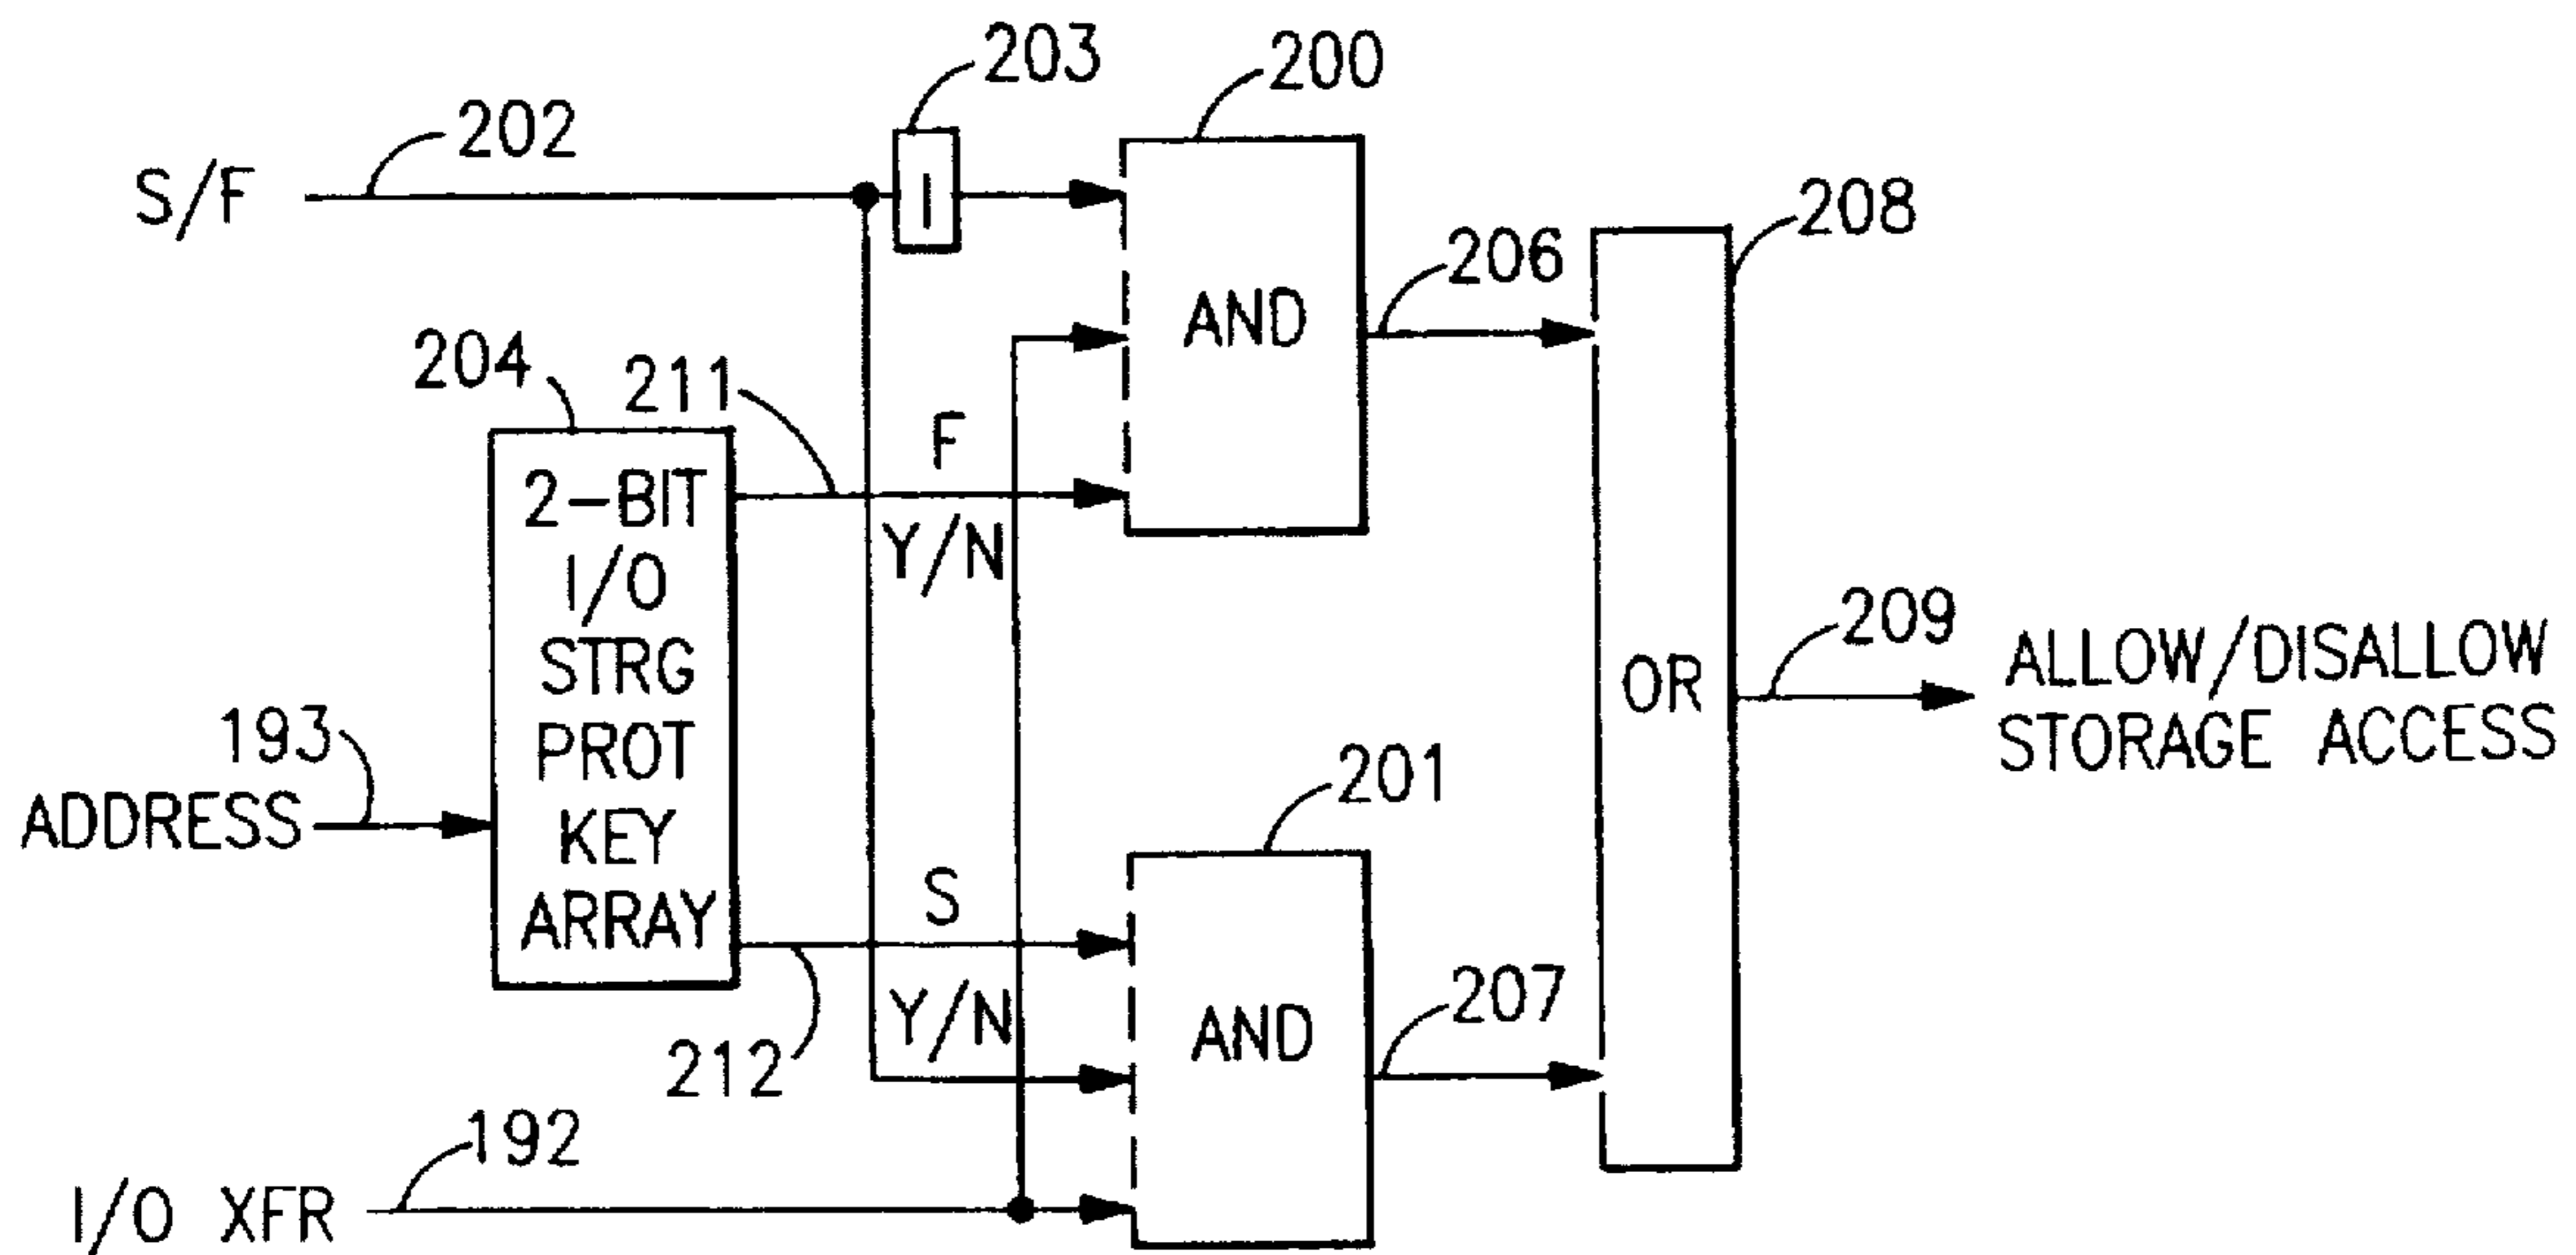 203
200
202
S/F
I
208
206
AND
204
211
F
Y/N
2-BIT
I/O
STRG
PROT
KEY
ARRAY
193
ADDRESS
OR
209
ALLOW/DISALLOW
STORAGE ACCESS
201
S
Y/N
212
AND
207
192
I/O XFR